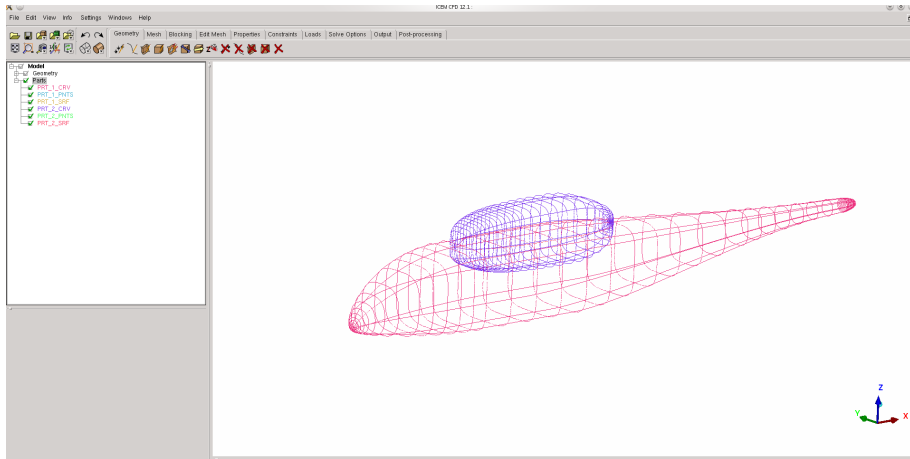 ICEM CFD 12.1
File Edit View Info Settings Windows Help
Geometry Mesh Blocking Edit Mesh Properties Constraints Loads Solve Options Output Post-processing
Model
Geometry
Parts
PRT_1_CRV
PRT_1_PNTS
PRT_1_SRF
PRT_2_CRV
PRT_2_PNTS
PRT_2_SRF
Z
Y
X